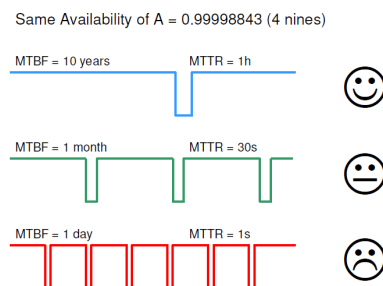 Same Availability of A = 0.99998843 (4 nines)
MTBF = 10 years MTTR = 1h
MTBF = 1 month MTTR = 30s
MTBF = 1 day MTTR = 1s